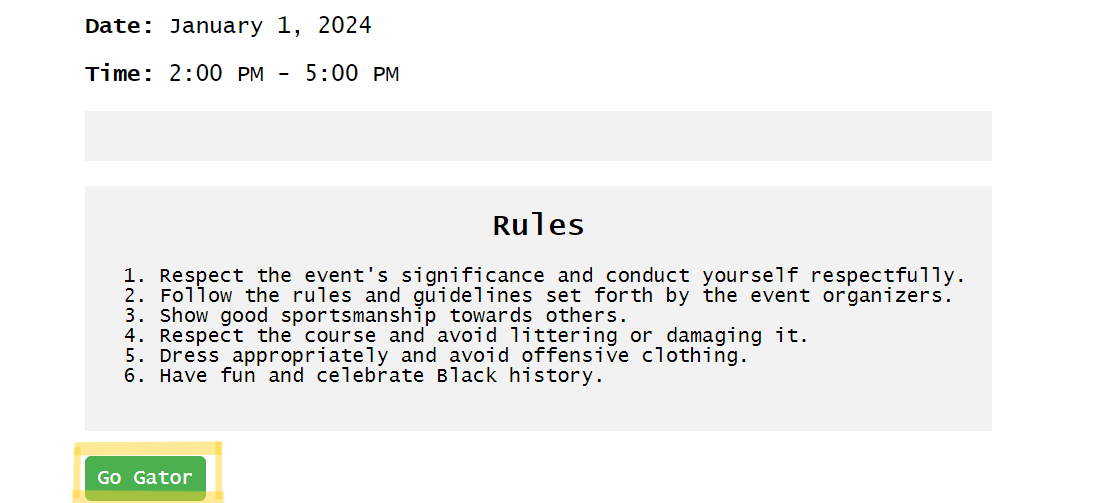 Date: January 1, 2024
Time: 2:00 PM - 5:00 PM
Rules
1. Respect the event's significance and conduct yourself respectfully.
2. Follow the rules and guidelines set forth by the event organizers.
3. Show good sportsmanship towards others.
4. Respect the course and avoid littering or damaging it.
5. Dress appropriately and avoid offensive clothing.
6. Have fun and celebrate Black history.
Go Gator